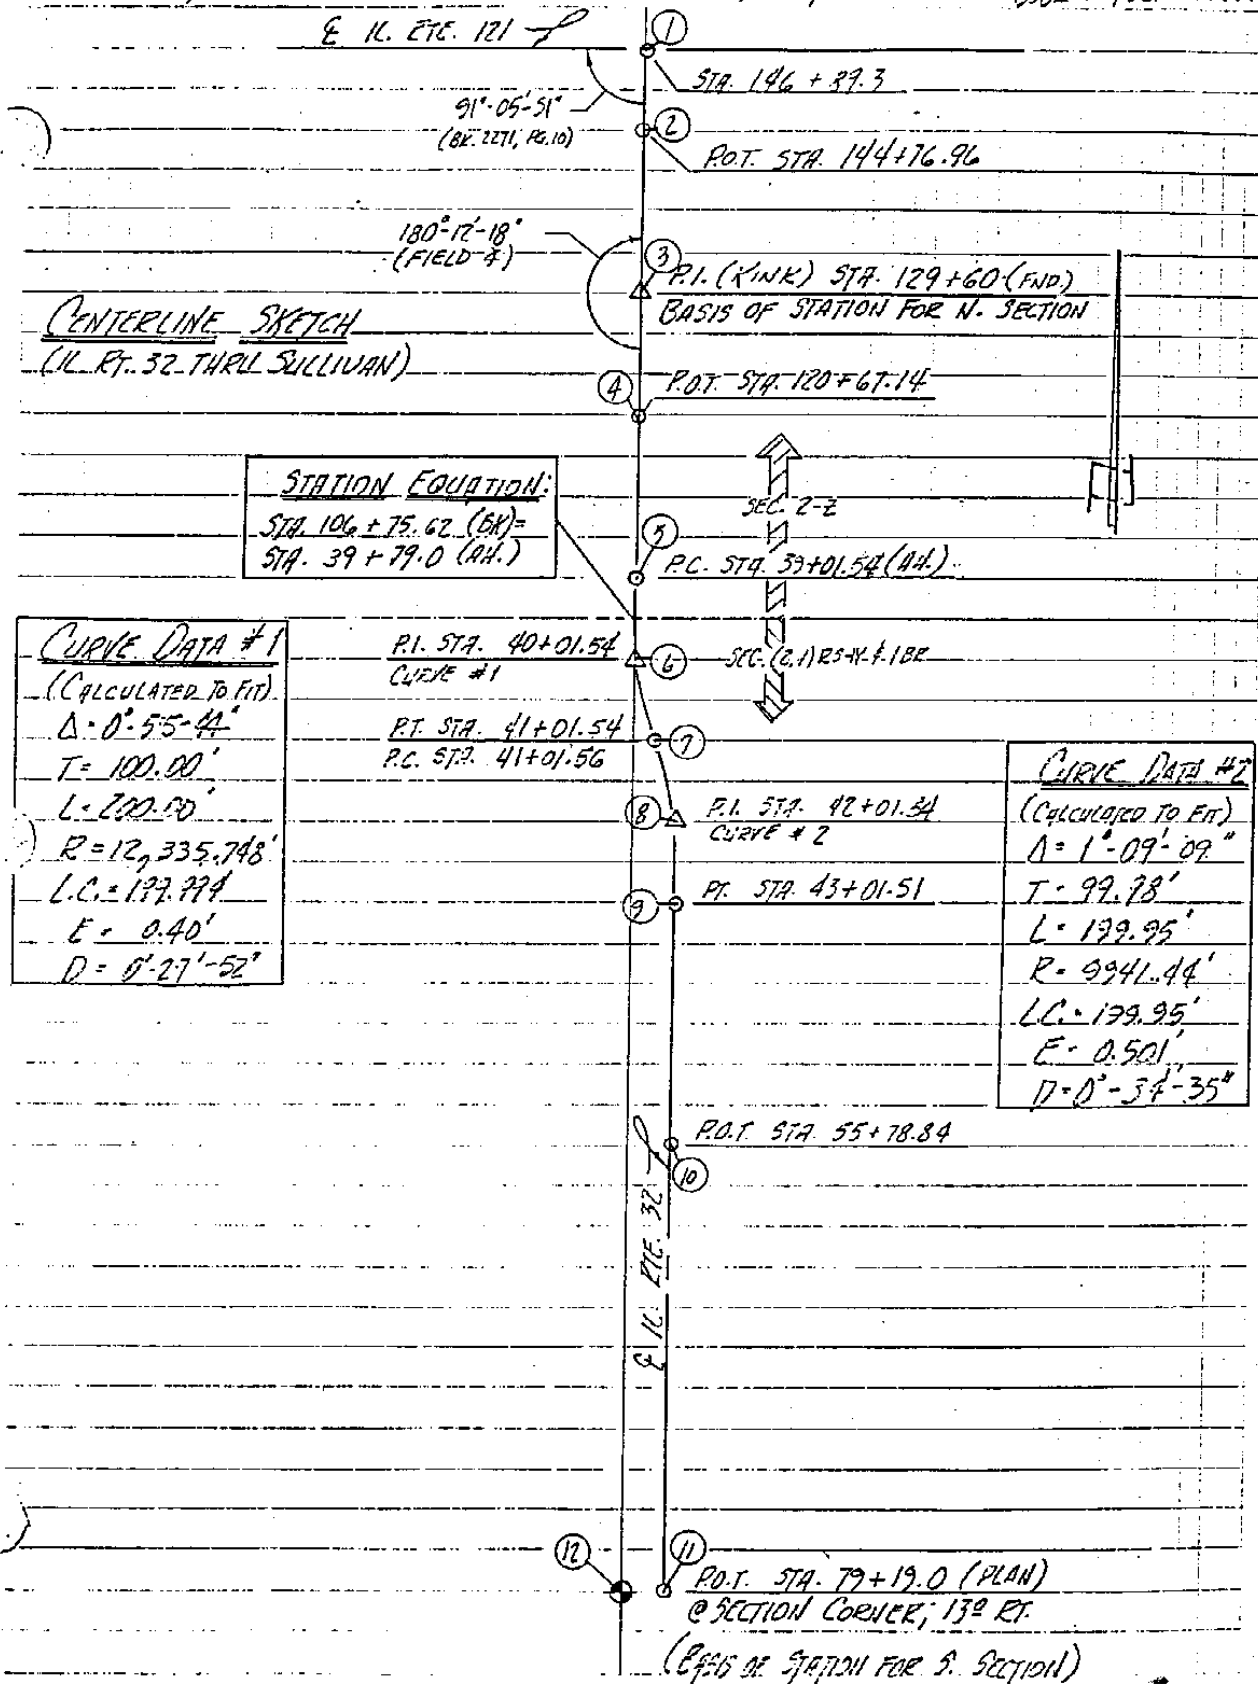 ℄ IL. RTE. 121
1
STA. 146 + 39.3
91°-05'-51"
(BK. 2271, PG. 10)
2
P.O.T. STA. 144+76.96
180°-12'-18"
(FIELD ∡)
3
P.I. (KINK) STA. 129+60 (FND.)
BASIS OF STATION FOR N. SECTION
CENTERLINE SKETCH
(IL. RT. 32 THRU SULLIVAN)
4
P.O.T. STA. 120+67.14
STATION EQUATION:
STA. 106 + 75.62 (BK)=
STA. 39 + 79.0 (AH.)
SEC. 2-Z
5
P.C. STA. 39+01.54 (AH.)
CURVE DATA #1
(CALCULATED TO FIT)
Δ = 0°-55'-44"
T = 100.00'
L = 200.00'
R = 12,335.748'
L.C. = 199.994
E = 0.40'
D = 0°-27'-52"
P.I. STA. 40+01.54
CURVE #1
6
SEC. (2,1) RS-W & 1 BR
P.T. STA. 41+01.54
P.C. STA. 41+01.56
7
8
P.I. STA. 42+01.34
CURVE # 2
9
P.T. STA. 43+01.51
CURVE DATA #2
(CALCULATED TO FIT)
Δ = 1°-09'-09"
T = 99.98'
L = 199.95'
R = 9941.44'
L.C. = 199.95'
E = 0.501'
D = 0°-34'-35"
P.O.T. STA. 55+78.84
10
℄ IL. RTE. 32
12
11
P.O.T. STA. 79+19.0 (PLAN)
@ SECTION CORNER; 13⁰ RT.
(BASIS OF STATION FOR S. SECTION)